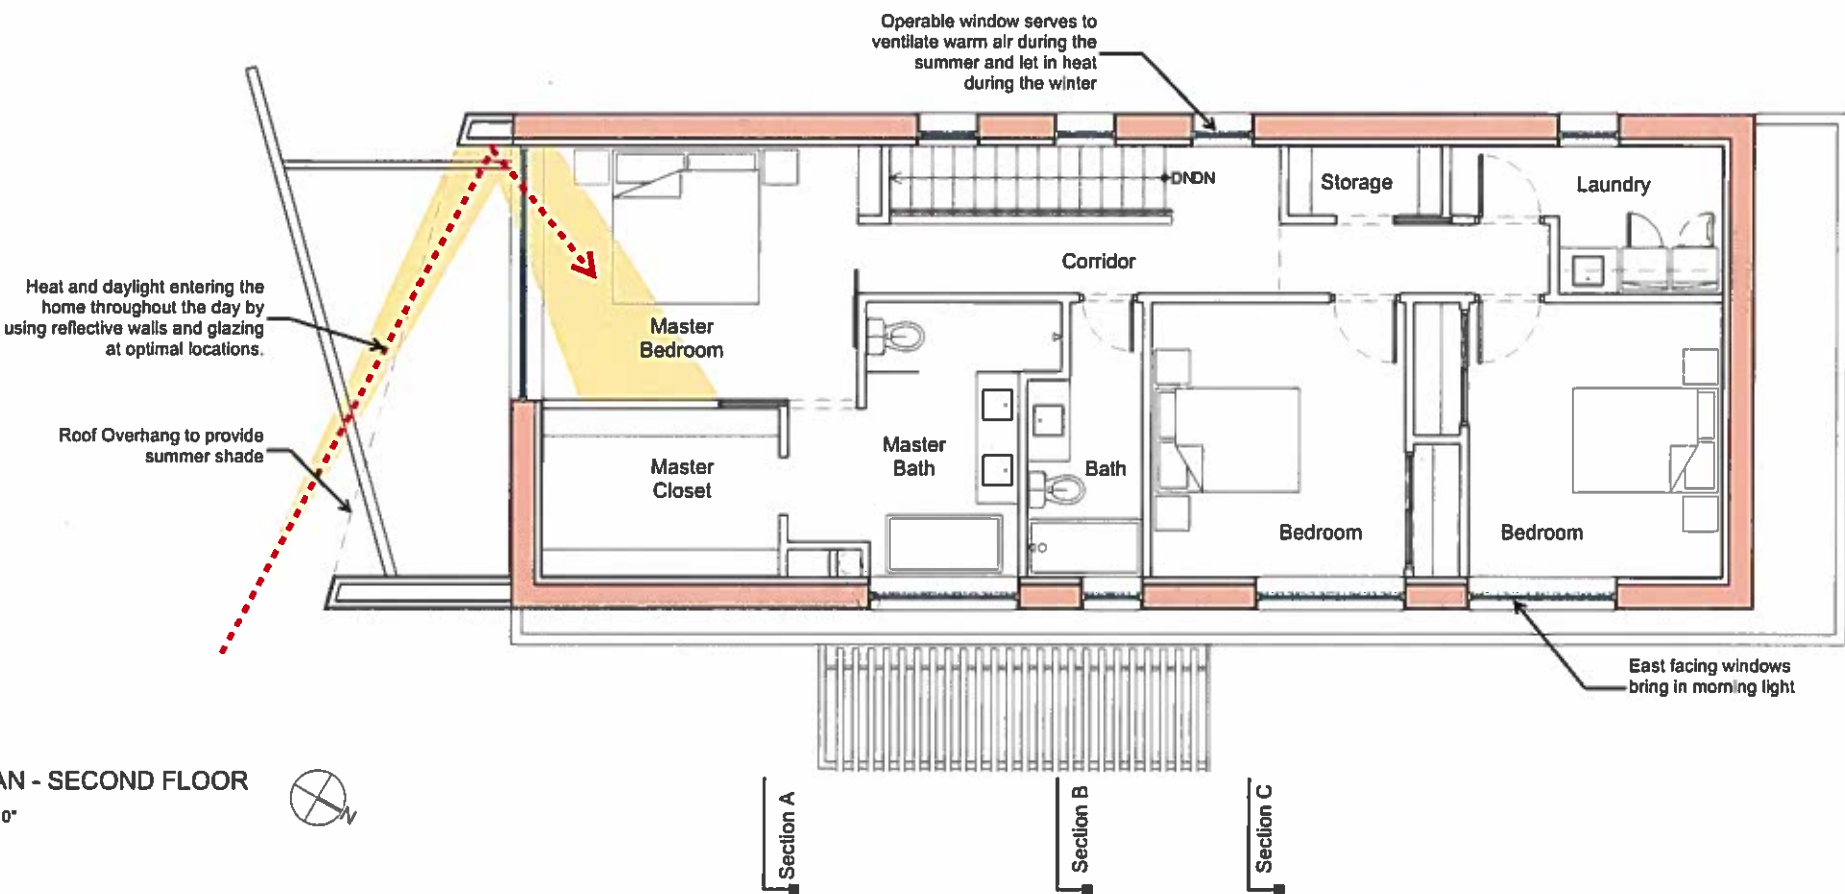 Operable window serves to
ventilate warm air during the
summer and let in heat
during the winter
DNDN
Storage
Laundry
Corridor
Heat and daylight entering the
home throughout the day by
using reflective walls and glazing
at optimal locations.
Master
Bedroom
Roof Overhang to provide
summer shade
Master
Closet
Master
Bath
Bath
Bedroom
Bedroom
East facing windows
bring in morning light
AN - SECOND FLOOR
0"
N
Section A
Section B
Section C